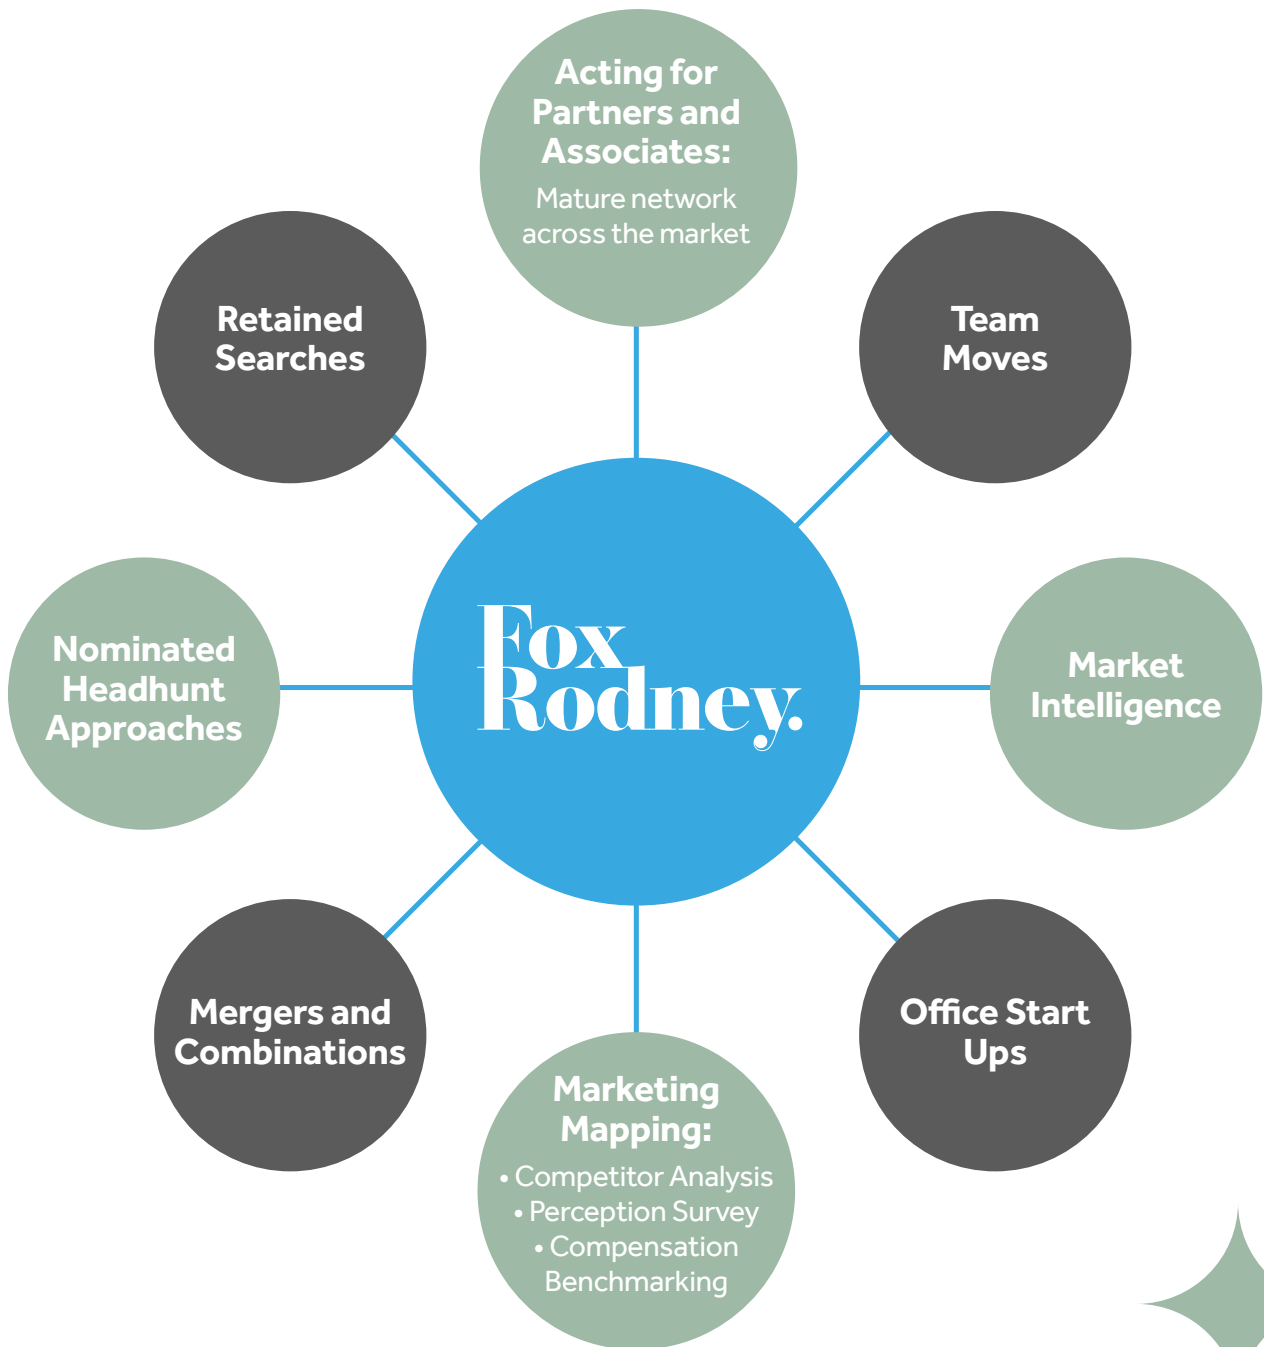 Acting for
Partners and
Associates:
Mature network
across the market
Retained
Searches
Team
Moves
Nominated
Headhunt
Approaches
Fox
Rodney.
Market
Intelligence
Mergers and
Combinations
Office Start
Ups
Marketing
Mapping:
• Competitor Analysis
• Perception Survey
• Compensation
Benchmarking